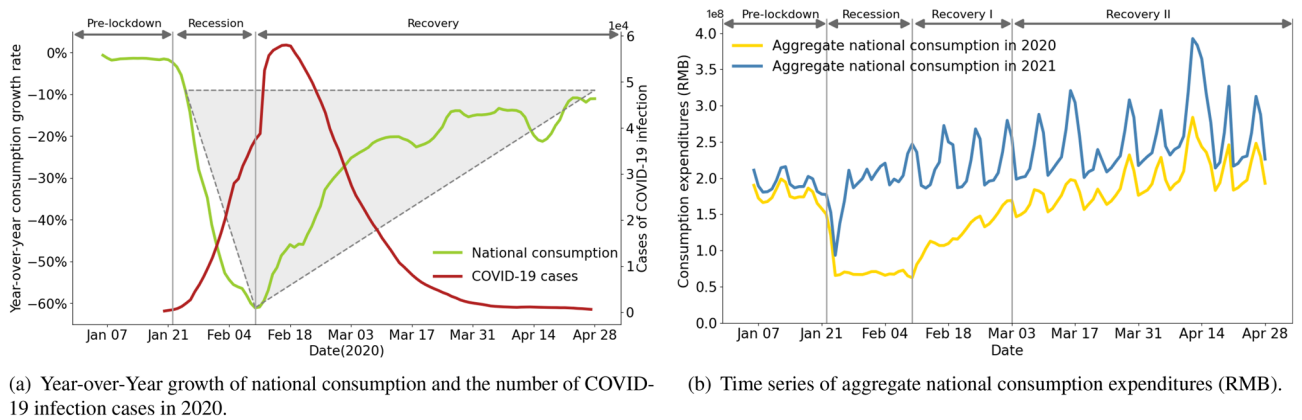 Pre-lockdown Recession Recovery
1e4
Year-over-year consumption growth rate
0%
−10%
−20%
−30%
−40%
−50%
−60%
Cases of COVID-19 infection
6
5
4
3
2
1
0
National consumption
COVID-19 cases
Jan 07 Jan 21 Feb 04 Feb 18 Mar 03 Mar 17 Mar 31 Apr 14 Apr 28
Date(2020)
(a) Year-over-Year growth of national consumption and the number of COVID-
19 infection cases in 2020.
1e8
Pre-lockdown Recession Recovery I Recovery II
Consumption expenditures (RMB)
4.0
3.5
3.0
2.5
2.0
1.5
1.0
0.5
0.0
Aggregate national consumption in 2020
Aggregate national consumption in 2021
Jan 07 Jan 21 Feb 04 Feb 18 Mar 03 Mar 17 Mar 31 Apr 14 Apr 28
Date
(b) Time series of aggregate national consumption expenditures (RMB).